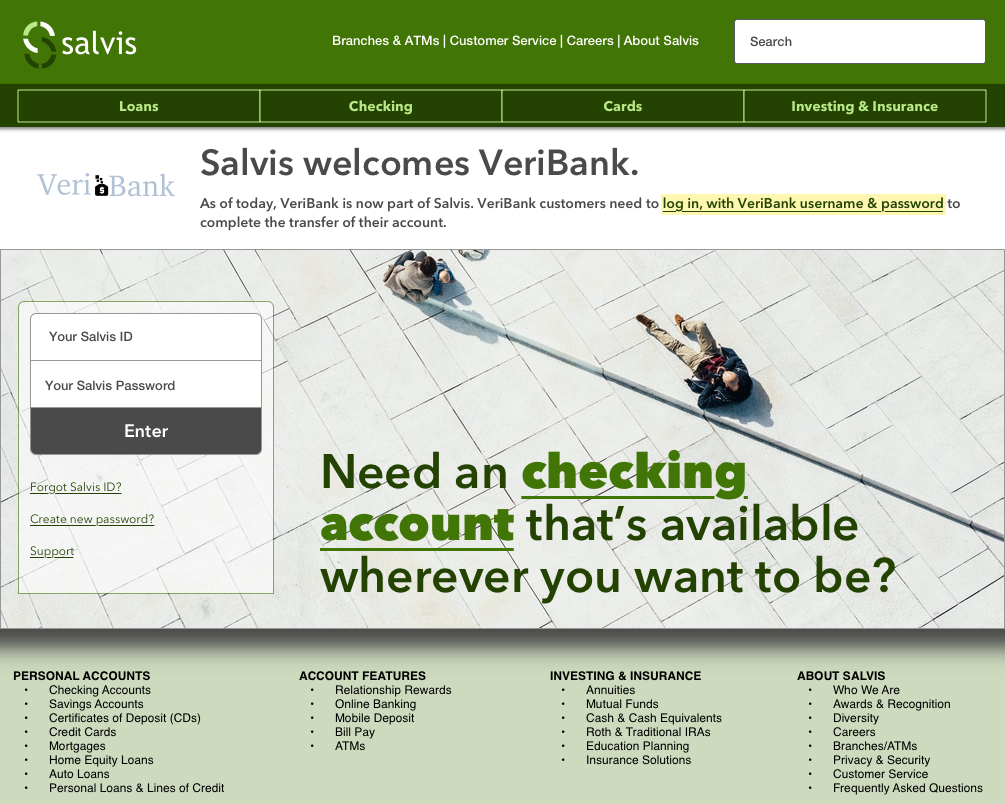 salvis
Branches & ATMs | Customer Service | Careers | About Salvis
Search
Loans
Checking
Cards
Investing & Insurance
Veri $ Bank
Salvis welcomes VeriBank.
As of today, VeriBank is now part of Salvis. VeriBank customers need to log in, with VeriBank username & password to
complete the transfer of their account.
Your Salvis ID
Your Salvis Password
Enter
Forgot Salvis ID?
Create new password?
Support
Need an checking
account that’s available
wherever you want to be?
PERSONAL ACCOUNTS
• Checking Accounts
• Savings Accounts
• Certificates of Deposit (CDs)
• Credit Cards
• Mortgages
• Home Equity Loans
• Auto Loans
• Personal Loans & Lines of Credit
ACCOUNT FEATURES
• Relationship Rewards
• Online Banking
• Mobile Deposit
• Bill Pay
• ATMs
INVESTING & INSURANCE
• Annuities
• Mutual Funds
• Cash & Cash Equivalents
• Roth & Traditional IRAs
• Education Planning
• Insurance Solutions
ABOUT SALVIS
• Who We Are
• Awards & Recognition
• Diversity
• Careers
• Branches/ATMs
• Privacy & Security
• Customer Service
• Frequently Asked Questions